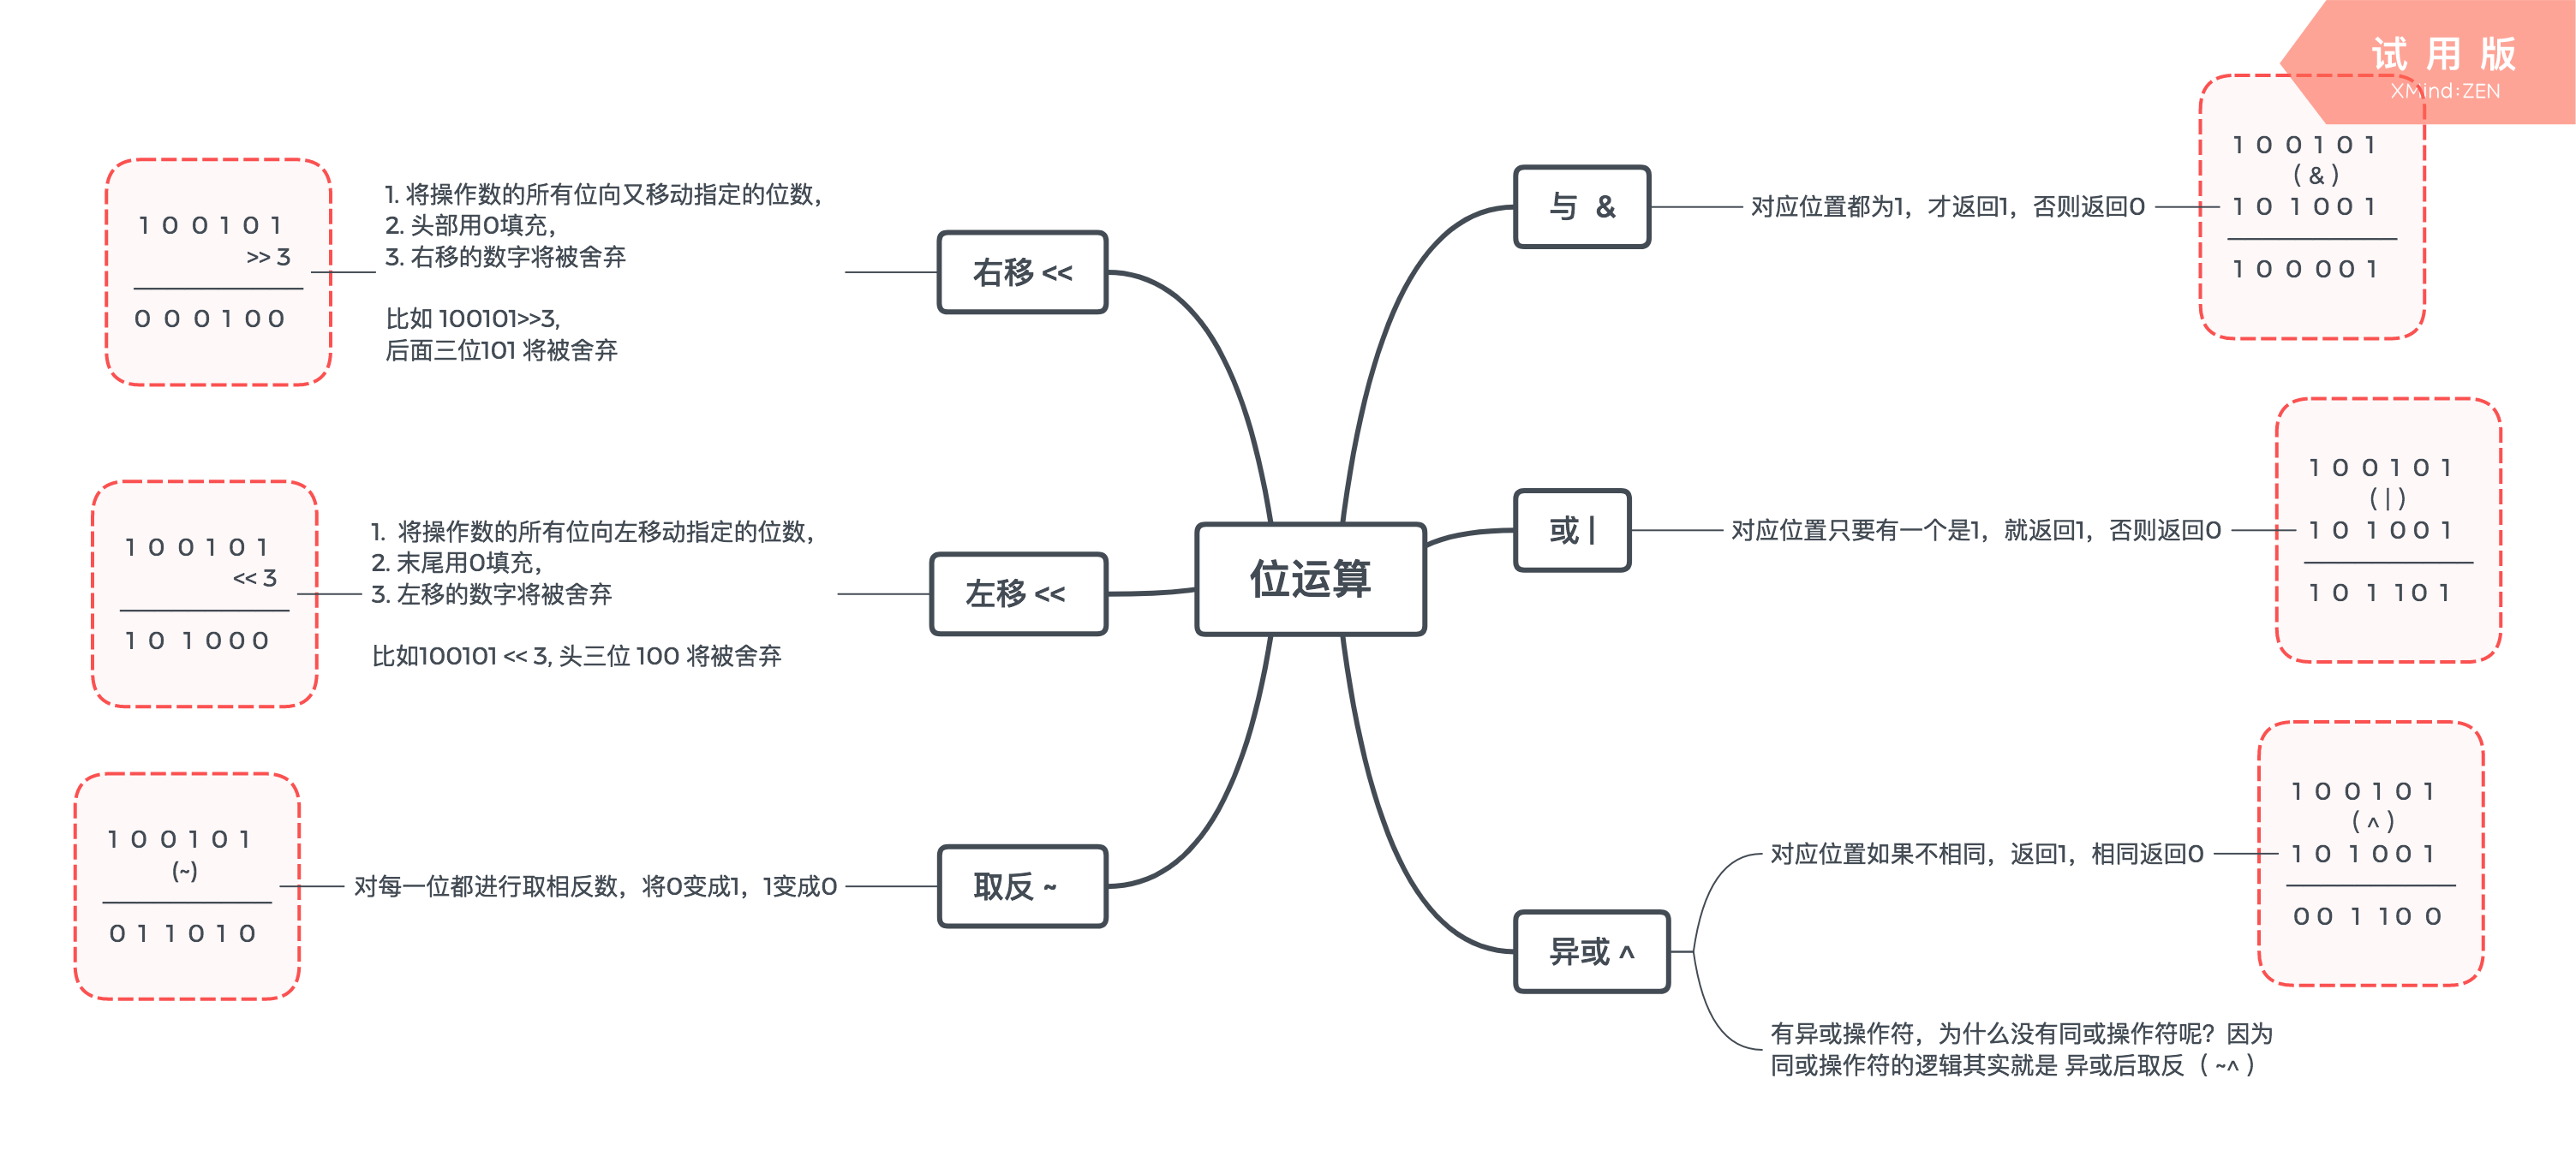 试 用 版
XMind:ZEN
位运算
与 &
对应位置都为1，才返回1，否则返回0
1 0 0 1 0 1
( & )
1 0 1 0 0 1
1 0 0 0 0 1
或 |
对应位置只要有一个是1，就返回1，否则返回0
1 0 0 1 0 1
( | )
1 0 1 0 0 1
1 0 1 1 0 1
异或 ^
对应位置如果不相同，返回1，相同返回0
1 0 0 1 0 1
( ^ )
1 0 1 0 0 1
0 0 1 1 0 0
有异或操作符，为什么没有同或操作符呢？因为
同或操作符的逻辑其实就是 异或后取反（ ~^ ）
右移 <<
1. 将操作数的所有位向又移动指定的位数，
2. 头部用0填充，
3. 右移的数字将被舍弃
比如 100101>>3,
后面三位101 将被舍弃
1 0 0 1 0 1
>> 3
0 0 0 1 0 0
左移 <<
1. 将操作数的所有位向左移动指定的位数，
2. 末尾用0填充，
3. 左移的数字将被舍弃
比如100101 << 3, 头三位 100 将被舍弃
1 0 0 1 0 1
<< 3
1 0 1 0 0 0
取反 ~
对每一位都进行取相反数，将0变成1，1变成0
1 0 0 1 0 1
(~)
0 1 1 0 1 0